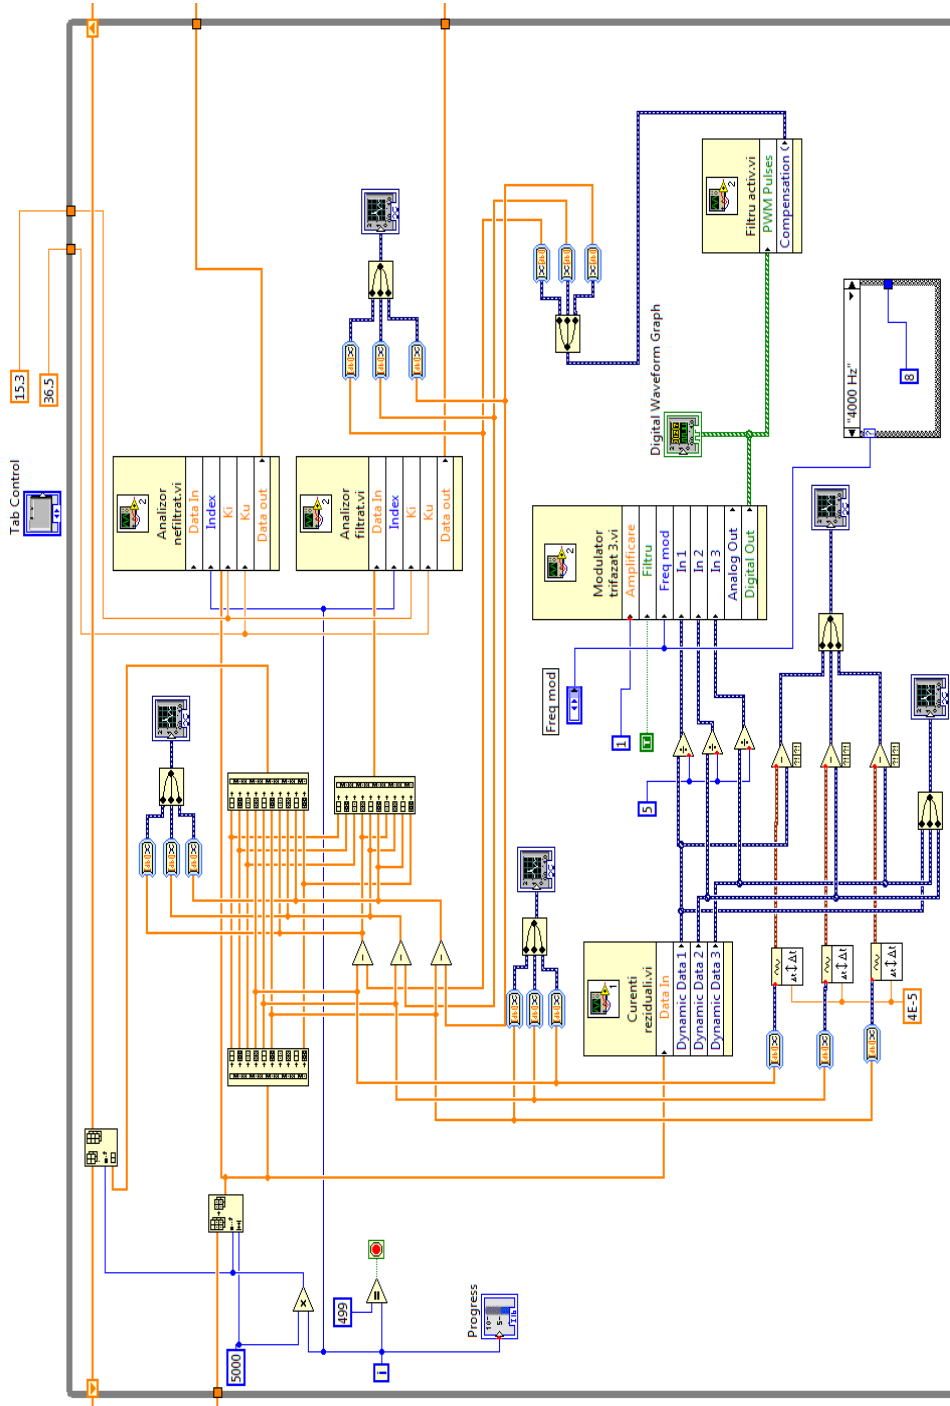 Tab Control
15.3
36.5
Analizor
nefiltrat.vi
Data In
Index
Ki
Ku
Data out
Analizor
filtrat.vi
Data In
Index
Ki
Ku
Data out
5000
i
499
Progress
Curenti
reziduali.vi
Data In
Dynamic Data 1
Dynamic Data 2
Dynamic Data 3
4E-5
5
Freq mod
1
T
Modulator
trifazat 3.vi
Amplificare
Filtru
Freq mod
In 1
In 2
In 3
Analog Out
Digital Out
Digital Waveform Graph
Filtru activ.vi
PWM Pulses
Compensation (
"4000 Hz"
8